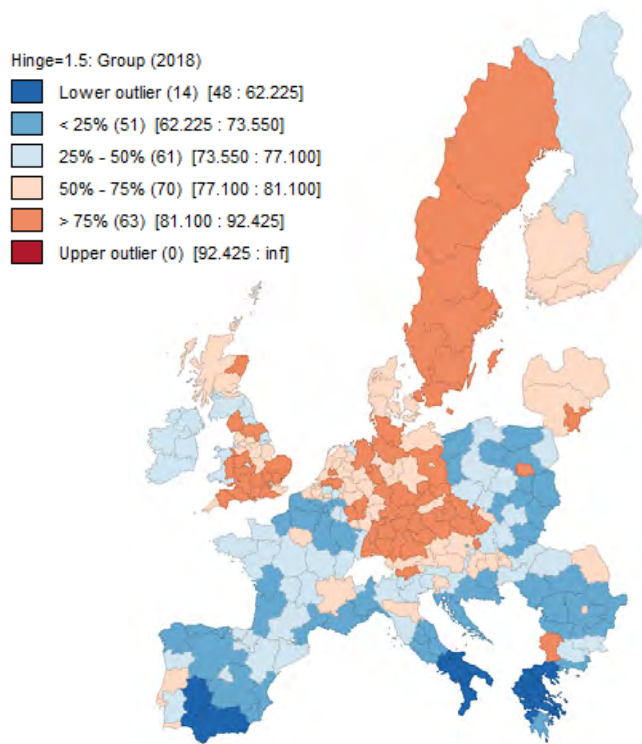 Hinge=1.5: Group (2018)
Lower outlier (14) [48 : 62.225]
< 25% (51) [62.225 : 73.550]
25% - 50% (61) [73.550 : 77.100]
50% - 75% (70) [77.100 : 81.100]
> 75% (63) [81.100 : 92.425]
Upper outlier (0) [92.425 : inf]